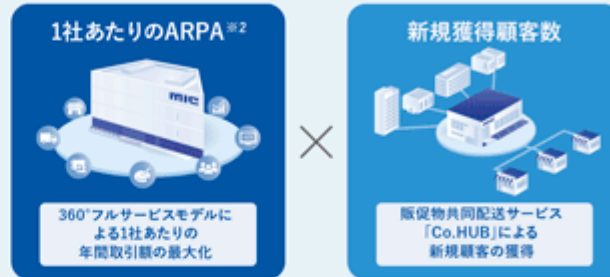 1社あたりのARPA※2
MIC
360°フルサービスモデルに
よる1社あたりの
年間取引額の最大化
×
新規獲得顧客数
販促物共同配送サービス
「Co.HUB」による
新規顧客の獲得